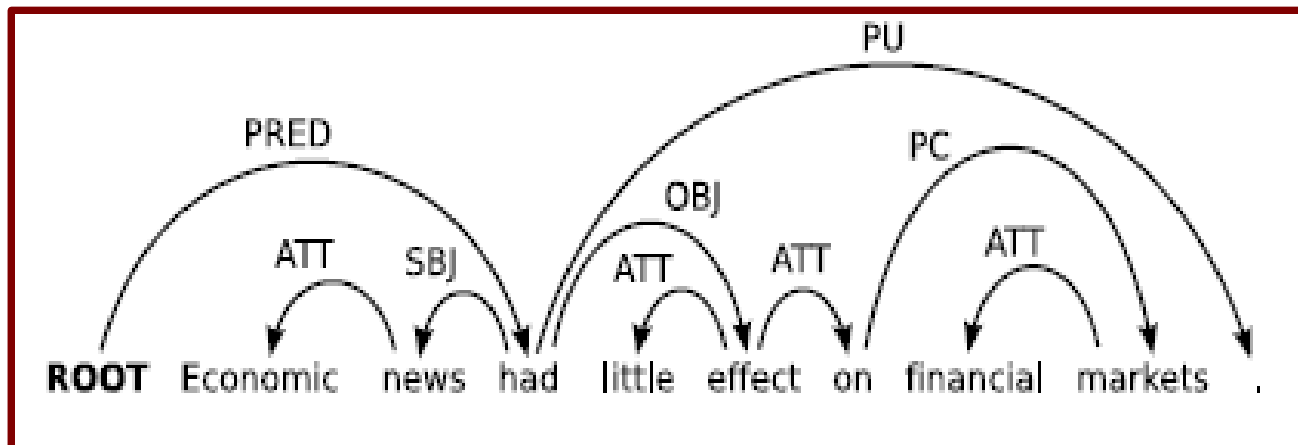 PU
PRED
PC
OBJ
ATT SBJ ATT ATT ATT
ROOT Economic news had little effect on financial markets .